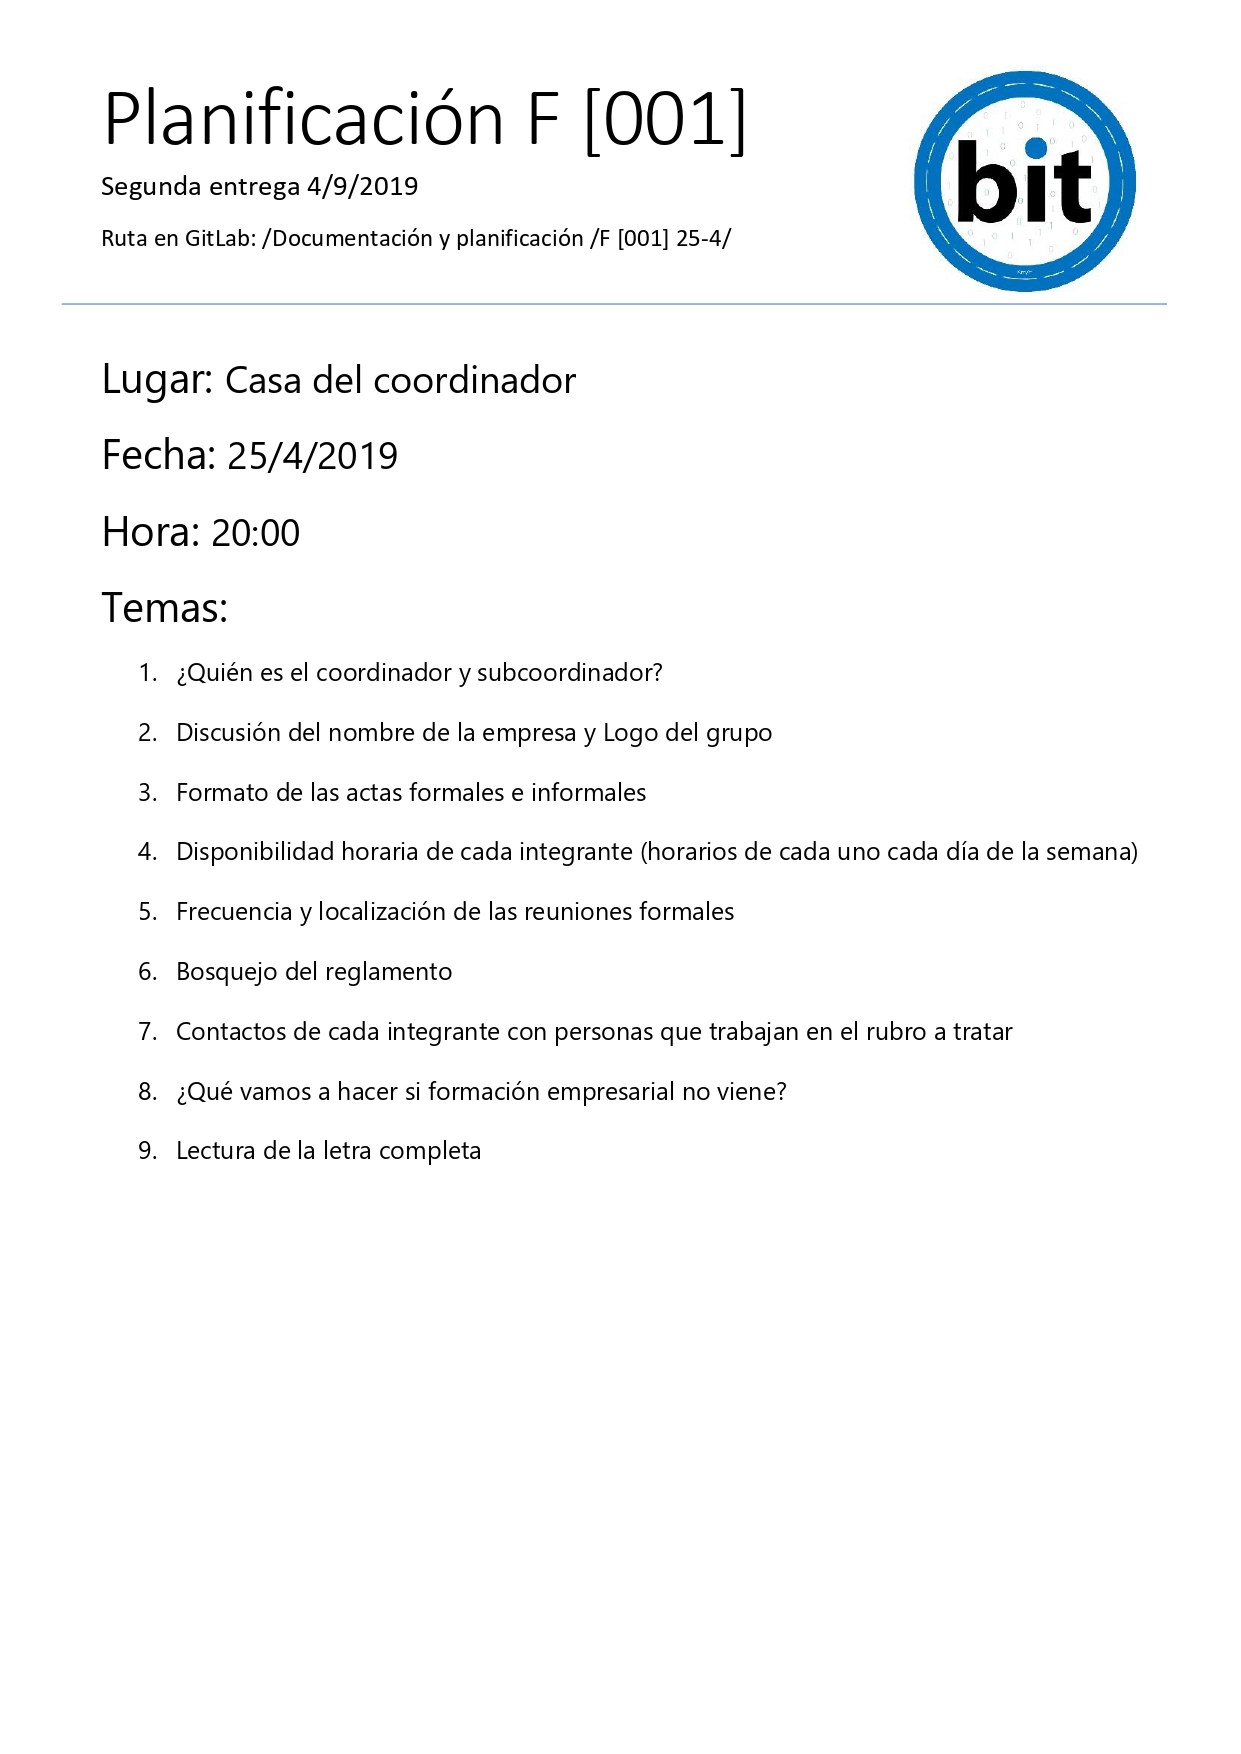 Planificación F [001]
Segunda entrega 4/9/2019
Ruta en GitLab: /Documentación y planificación /F [001] 25-4/
bit
Lugar: Casa del coordinador
Fecha: 25/4/2019
Hora: 20:00
Temas:
1. ¿Quién es el coordinador y subcoordinador?
2. Discusión del nombre de la empresa y Logo del grupo
3. Formato de las actas formales e informales
4. Disponibilidad horaria de cada integrante (horarios de cada uno cada día de la semana)
5. Frecuencia y localización de las reuniones formales
6. Bosquejo del reglamento
7. Contactos de cada integrante con personas que trabajan en el rubro a tratar
8. ¿Qué vamos a hacer si formación empresarial no viene?
9. Lectura de la letra completa